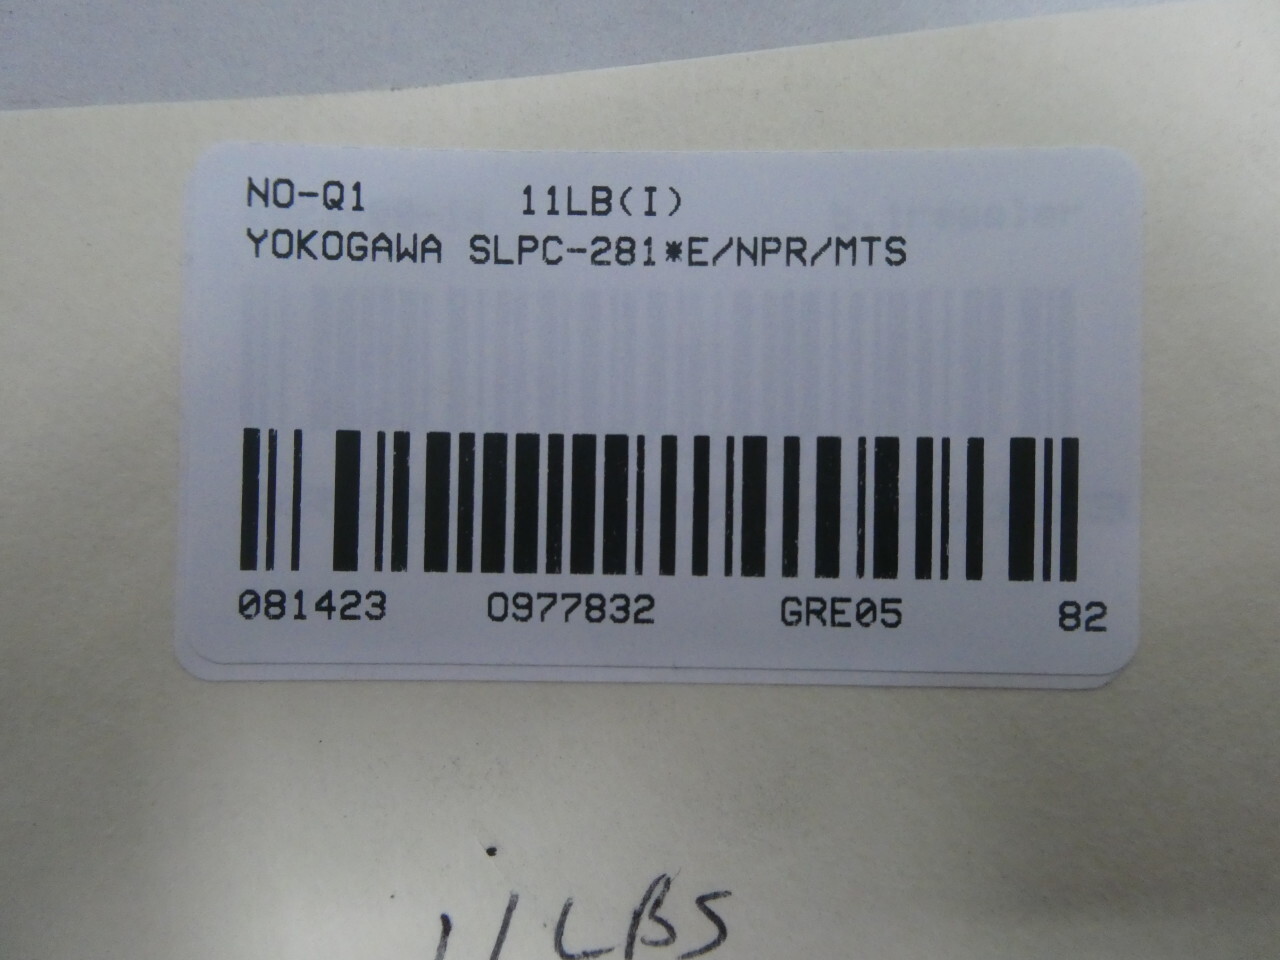 NO-Q1 11LB(I)
YOKOGAWA SLPC-281*E/NPR/MTS
081423 0977832 GRE05 82
11LBS